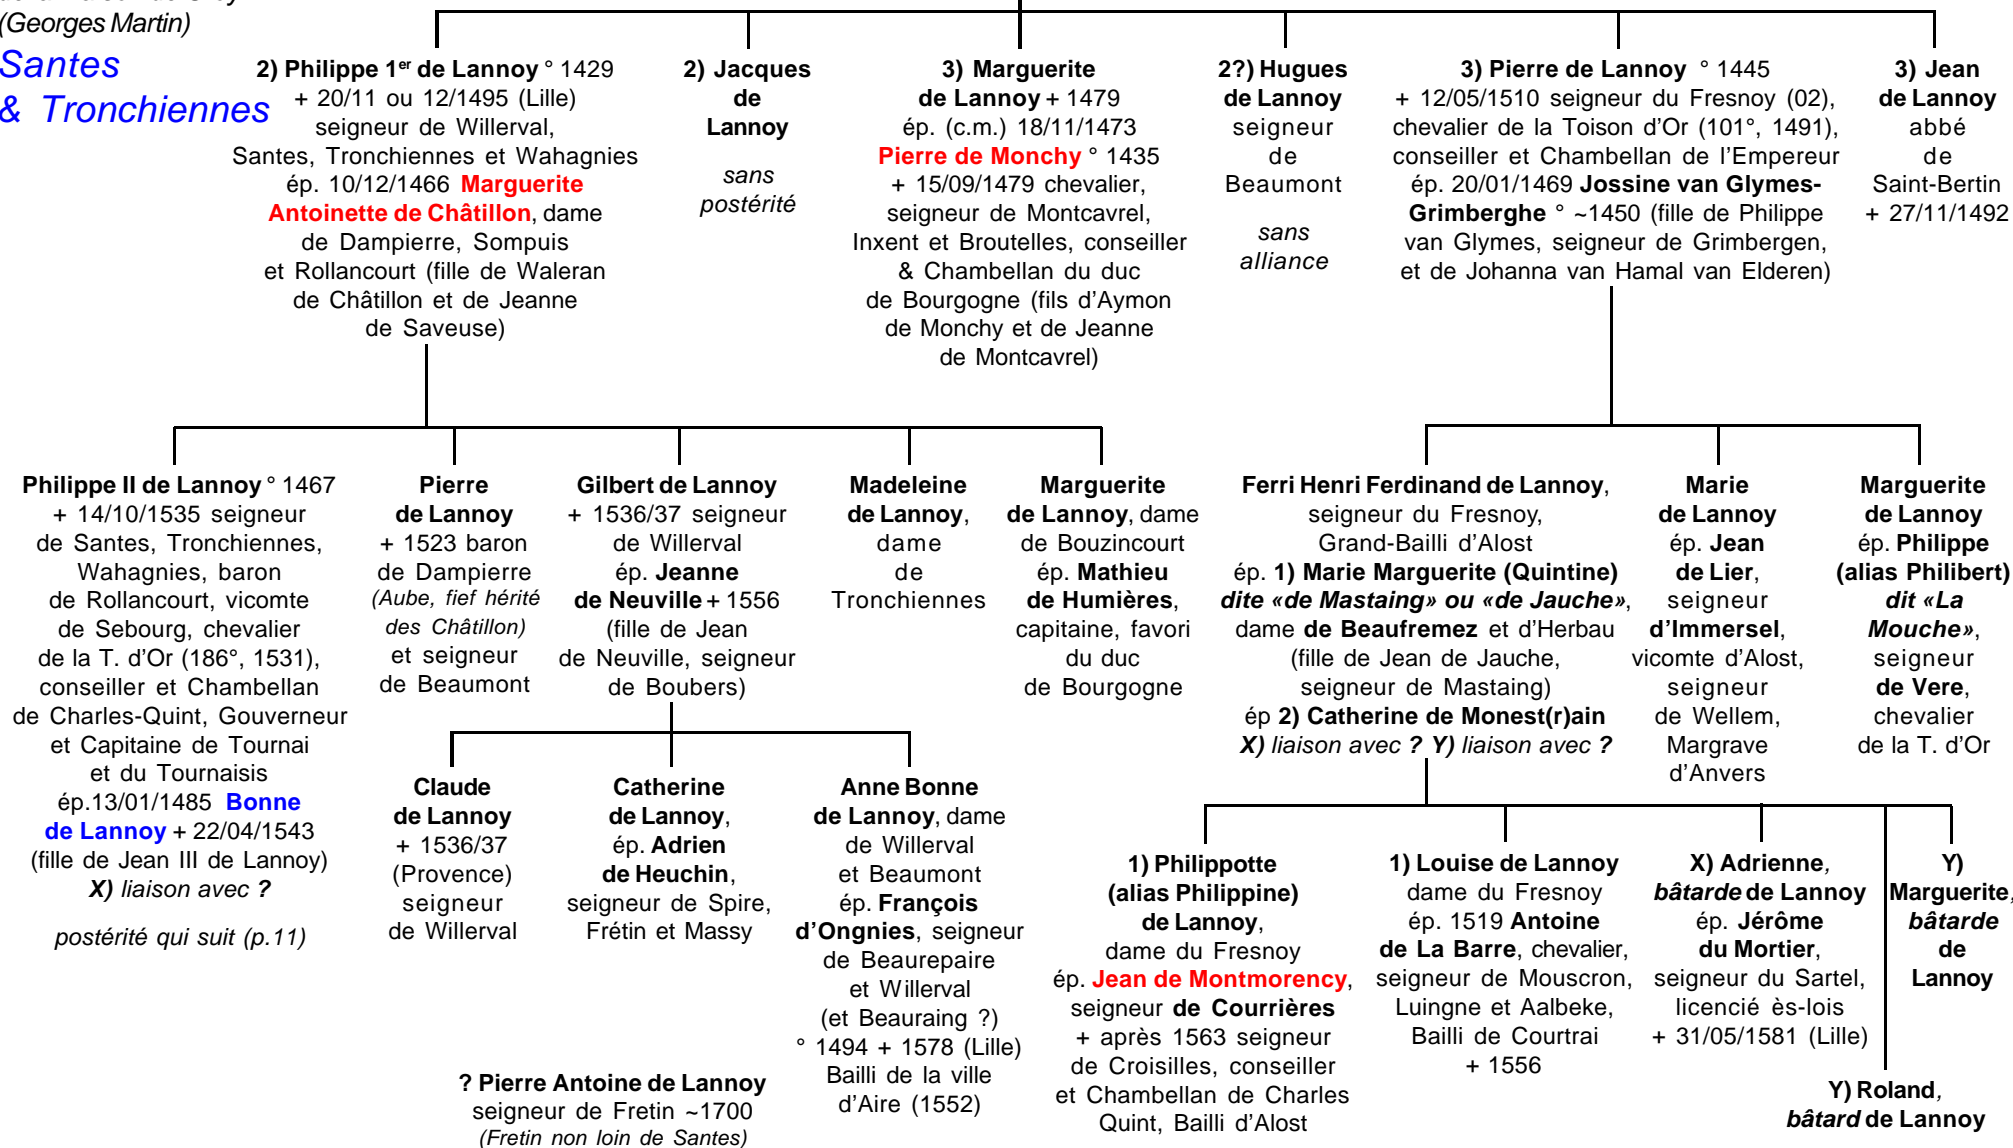 (Georges Martin)
Santes
& Tronchiennes
2) Philippe 1er de Lannoy ° 1429
+ 20/11 ou 12/1495 (Lille)
seigneur de Willerval,
Santes, Tronchiennes et Wahagnies
ép. 10/12/1466 Marguerite
Antoinette de Châtillon, dame
de Dampierre, Sompuis
et Rollancourt (fille de Waleran
de Châtillon et de Jeanne
de Saveuse)
2) Jacques
de
Lannoy
sans
postérité
3) Marguerite
de Lannoy + 1479
ép. (c.m.) 18/11/1473
Pierre de Monchy ° 1435
+ 15/09/1479 chevalier,
seigneur de Montcavrel,
Inxent et Broutelles, conseiller
& Chambellan du duc
de Bourgogne (fils d'Aymon
de Monchy et de Jeanne
de Montcavrel)
2?) Hugues
de Lannoy
seigneur
de
Beaumont
sans
alliance
3) Pierre de Lannoy ° 1445
+ 12/05/1510 seigneur du Fresnoy (02),
chevalier de la Toison d'Or (101°, 1491),
conseiller et Chambellan de l'Empereur
ép. 20/01/1469 Jossine van Glymes-
Grimberghe ° ~1450 (fille de Philippe
van Glymes, seigneur de Grimbergen,
et de Johanna van Hamal van Elderen)
3) Jean
de Lannoy
abbé
de
Saint-Bertin
+ 27/11/1492
Philippe II de Lannoy ° 1467
+ 14/10/1535 seigneur
de Santes, Tronchiennes,
Wahagnies, baron
de Rollancourt, vicomte
de Sebourg, chevalier
de la T. d'Or (186°, 1531),
conseiller et Chambellan
de Charles-Quint, Gouverneur
et Capitaine de Tournai
et du Tournaisis
ép.13/01/1485 Bonne
de Lannoy + 22/04/1543
(fille de Jean III de Lannoy)
X) liaison avec ?
postérité qui suit (p.11)
Pierre
de Lannoy
+ 1523 baron
de Dampierre
(Aube, fief hérité
des Châtillon)
et seigneur
de Beaumont
Gilbert de Lannoy
+ 1536/37 seigneur
de Willerval
ép. Jeanne
de Neuville + 1556
(fille de Jean
de Neuville, seigneur
de Boubers)
Madeleine
de Lannoy,
dame
de
Tronchiennes
Marguerite
de Lannoy, dame
de Bouzincourt
ép. Mathieu
de Humières,
capitaine, favori
du duc
de Bourgogne
Ferri Henri Ferdinand de Lannoy,
seigneur du Fresnoy,
Grand-Bailli d'Alost
ép. 1) Marie Marguerite (Quintine)
dite «de Mastaing» ou «de Jauche»,
dame de Beaufremez et d'Herbau
(fille de Jean de Jauche,
seigneur de Mastaing)
ép 2) Catherine de Monest(r)ain
X) liaison avec ? Y) liaison avec ?
Marie
de Lannoy
ép. Jean
de Lier,
seigneur
d'Immersel,
vicomte d'Alost,
seigneur
de Wellem,
Margrave
d'Anvers
Marguerite
de Lannoy
ép. Philippe
(alias Philibert)
dit «La
Mouche»,
seigneur
de Vere,
chevalier
de la T. d'Or
Claude
de Lannoy
+ 1536/37
(Provence)
seigneur
de Willerval
Catherine
de Lannoy,
ép. Adrien
de Heuchin,
seigneur de Spire,
Frétin et Massy
Anne Bonne
de Lannoy, dame
de Willerval
et Beaumont
ép. François
d'Ongnies, seigneur
de Beaurepaire
et Willerval
(et Beauraing ?)
° 1494 + 1578 (Lille)
Bailli de la ville
d'Aire (1552)
1) Philippotte
(alias Philippine)
de Lannoy,
dame du Fresnoy
ép. Jean de Montmorency,
seigneur de Courrières
+ après 1563 seigneur
de Croisilles, conseiller
et Chambellan de Charles
Quint, Bailli d'Alost
1) Louise de Lannoy
dame du Fresnoy
ép. 1519 Antoine
de La Barre, chevalier,
seigneur de Mouscron,
Luingne et Aalbeke,
Bailli de Courtrai
+ 1556
X) Adrienne,
bâtarde de Lannoy
ép. Jérôme
du Mortier,
seigneur du Sartel,
licencié ès-lois
+ 31/05/1581 (Lille)
Y)
Marguerite,
bâtarde
de
Lannoy
Y) Roland,
bâtard de Lannoy
? Pierre Antoine de Lannoy
seigneur de Fretin ~1700
(Fretin non loin de Santes)